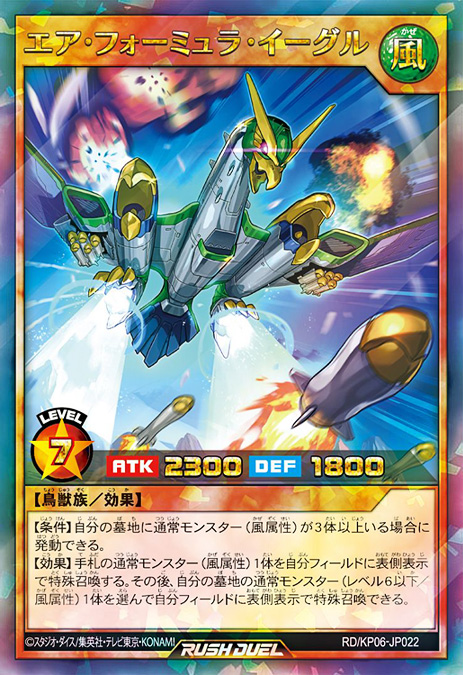 エア・フォーミュラ・イーグル
かぜ
風
LEVEL
7
ATK 2300 DEF 1800
【鳥獣族/効果】
【条件】自分の墓地に通常モンスター(風属性)が3体以上いる場合に
発動できる。
【効果】手札の通常モンスター(風属性)1体を自分フィールドに表側表示
で特殊召喚する。その後、自分の墓地の通常モンスター(レベル6以下/
風属性)1体を選んで自分フィールドに表側表示で特殊召喚できる。
©スタジオ・ダイス/集英社・テレビ東京・KONAMI
RUSH DUEL
RD/KP06-JP022